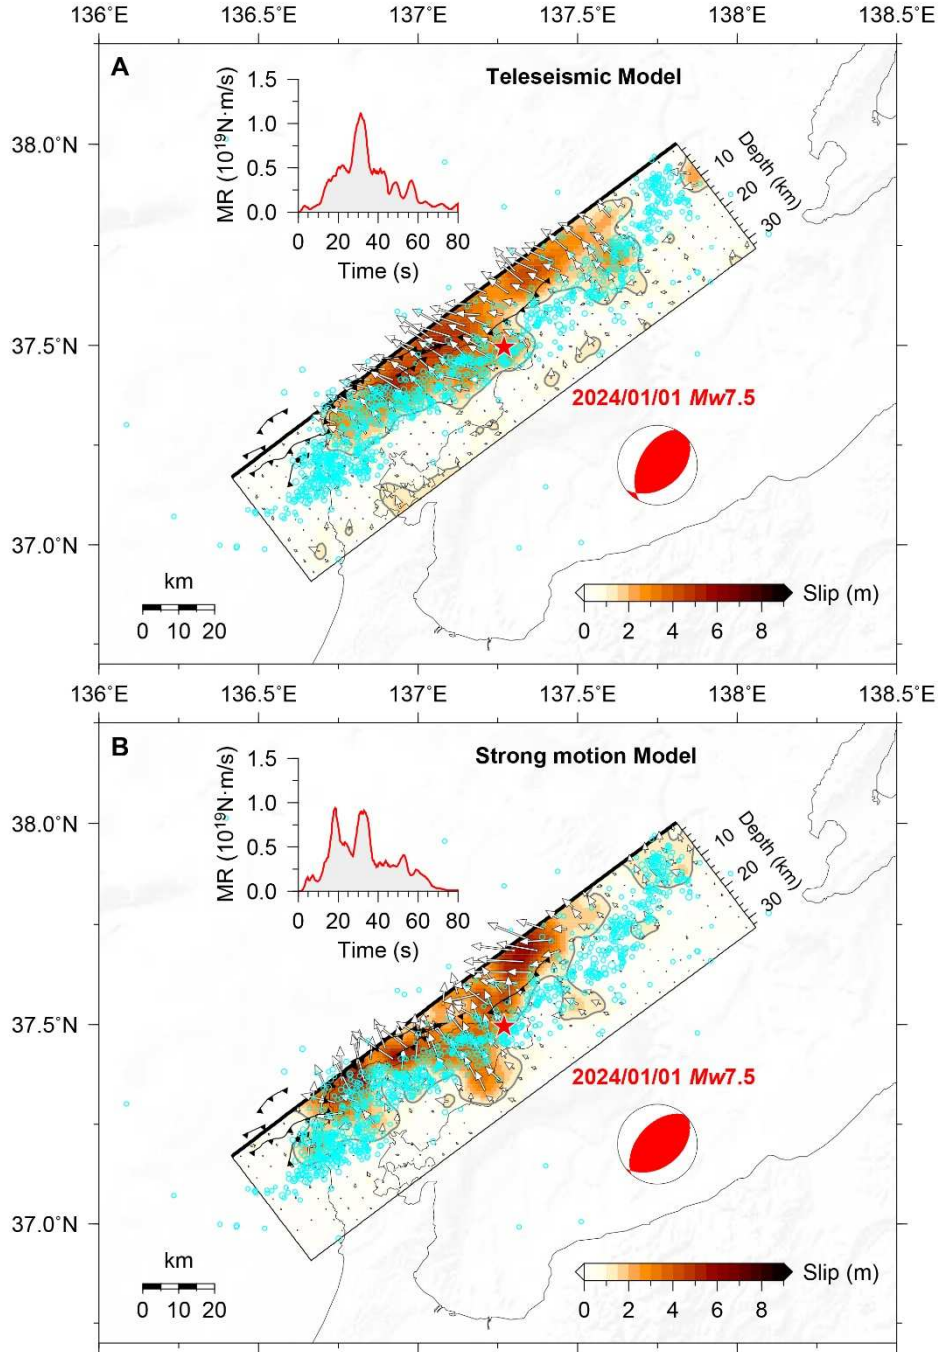 136˚E 136.5˚E 137˚E 137.5˚E 138˚E 138.5˚E
A
Teleseismic Model
1.5
1.0
0.5
0.0
MR (10¹⁹N·m/s)
0 20 40 60 80
Time (s)
Depth (km)
10
20
30
38.0˚N
37.5˚N
37.0˚N
2024/01/01 Mw7.5
km
0 10 20
Slip (m)
0 2 4 6 8
136˚E 136.5˚E 137˚E 137.5˚E 138˚E 138.5˚E
B
Strong motion Model
1.5
1.0
0.5
0.0
MR (10¹⁹N·m/s)
0 20 40 60 80
Time (s)
Depth (km)
10
20
30
38.0˚N
37.5˚N
37.0˚N
2024/01/01 Mw7.5
km
0 10 20
Slip (m)
0 2 4 6 8